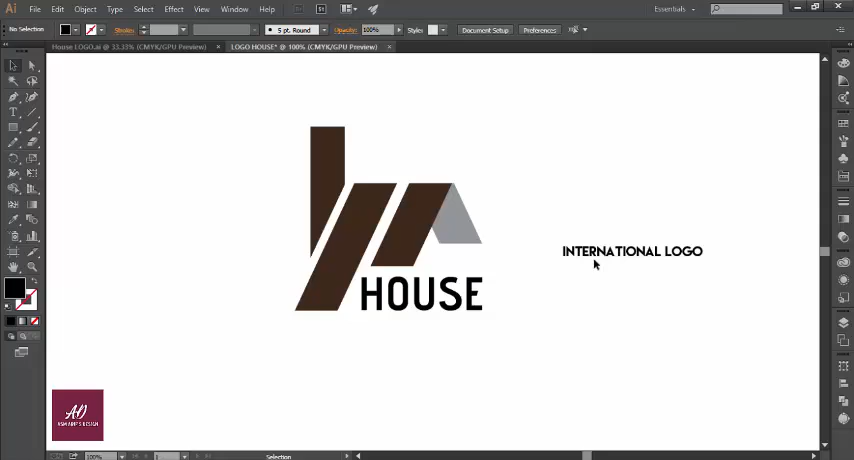 Ai File Edit Object Type Select Effect View Window Help Essentials
No Selection Stroke: 5 pt. Round Opacity: 100% Style: Document Setup Preferences
House LOGO.ai @ 33.33% (CMYK/GPU Preview) × LOGO HOUSE* @ 100% (CMYK/GPU Preview) ×
INTERNATIONAL LOGO
HOUSE
AD
100% 1 Selection